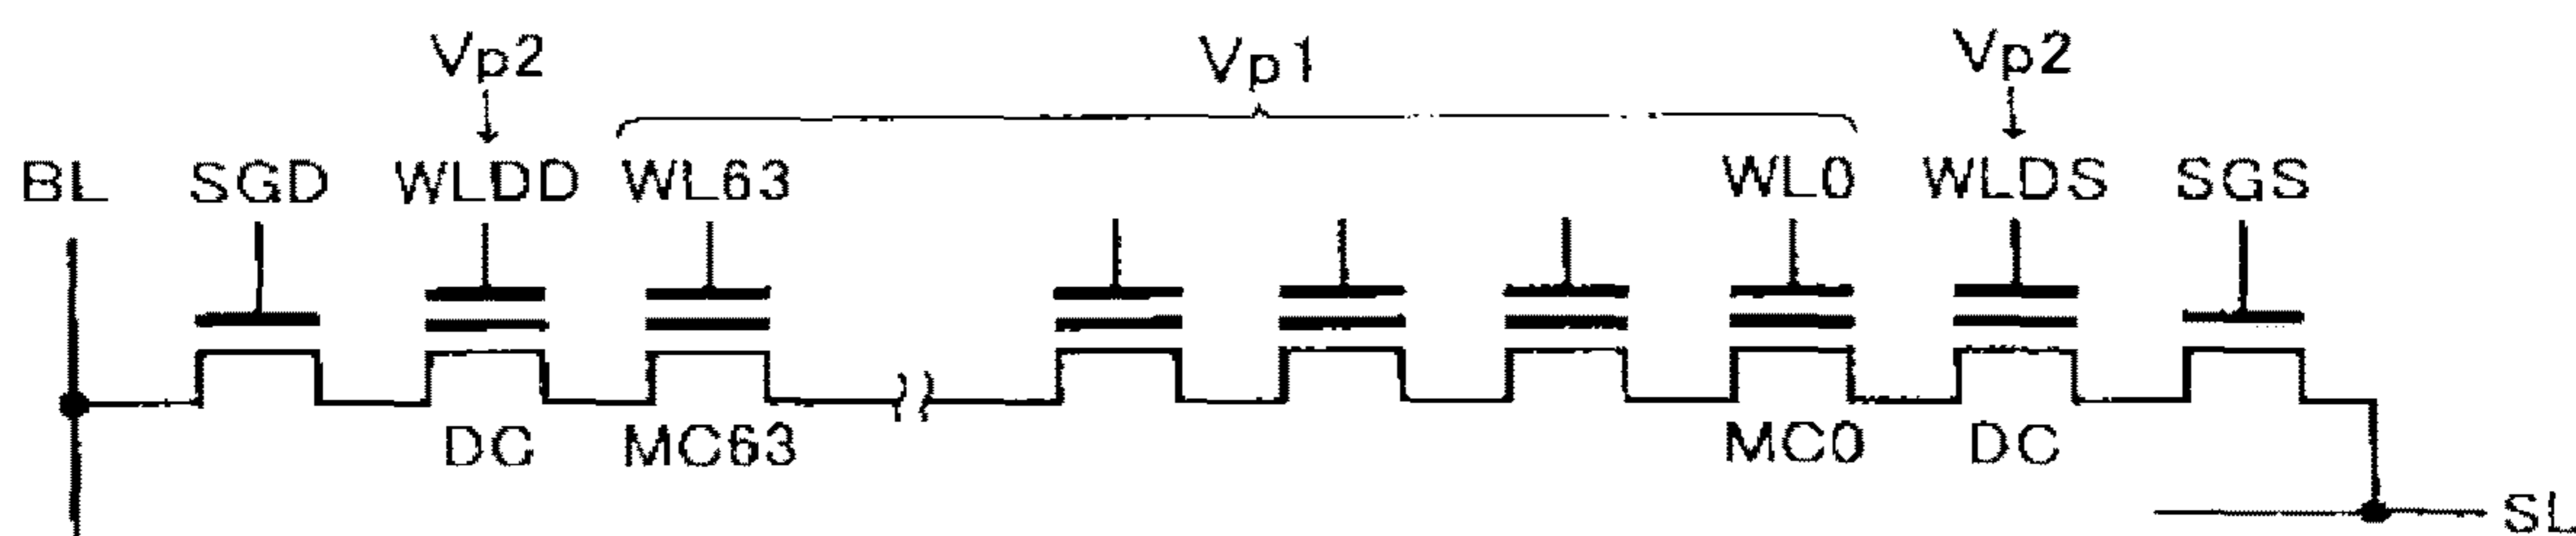 Vp2 Vp1 Vp2
BL SGD WLDD WL63 WL0 WLDS SGS
DC MC63 MC0 DC
SL